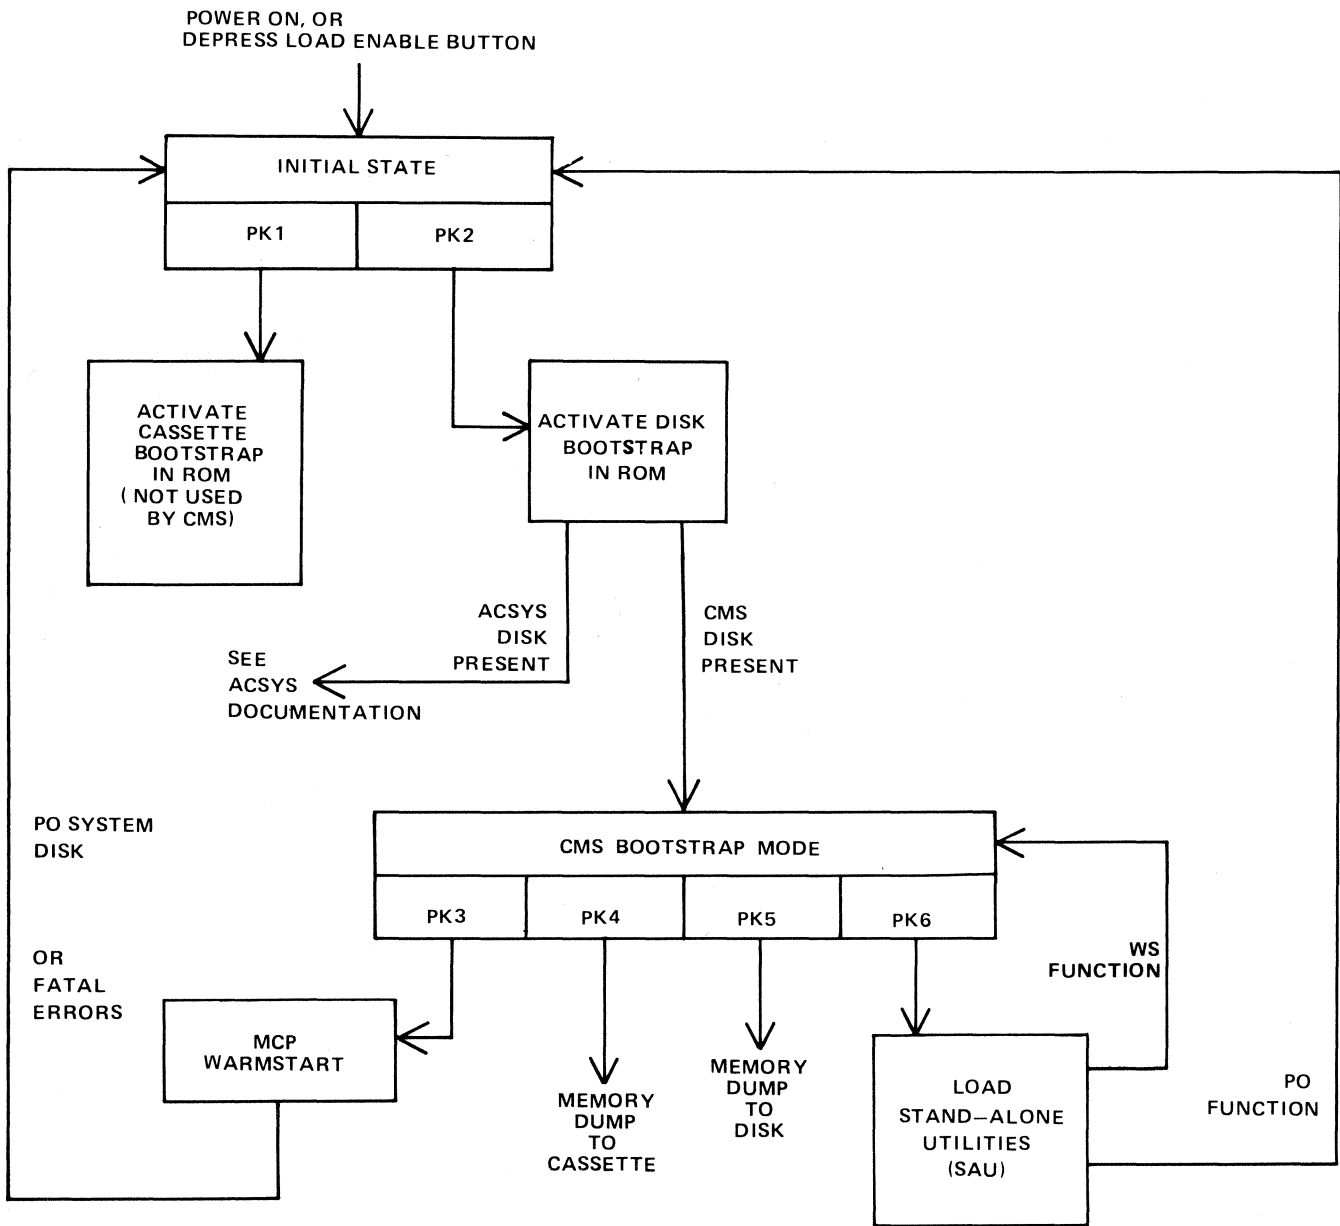 POWER ON, OR
DEPRESS LOAD ENABLE BUTTON
INITIAL STATE
PK1
PK2
ACTIVATE
CASSETTE
BOOTSTRAP
IN ROM
( NOT USED
BY CMS)
ACTIVATE DISK
BOOTSTRAP
IN ROM
ACSYS
DISK
PRESENT
CMS
DISK
PRESENT
SEE
ACSYS
DOCUMENTATION
PO SYSTEM
DISK
OR
FATAL
ERRORS
CMS BOOTSTRAP MODE
PK3
PK4
PK5
PK6
WS
FUNCTION
MCP
WARMSTART
MEMORY
DUMP
TO
CASSETTE
MEMORY
DUMP
TO
DISK
LOAD
STAND—ALONE
UTILITIES
(SAU)
PO
FUNCTION